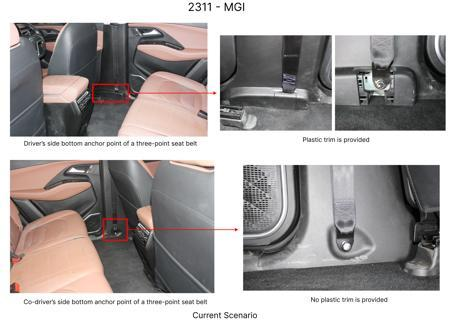 2311 - MGI
Driver's side bottom anchor point of a three-point seat belt
Plastic trim is provided
Co-driver's side bottom anchor point of a three-point seat belt
No plastic trim is provided
Current Scenario